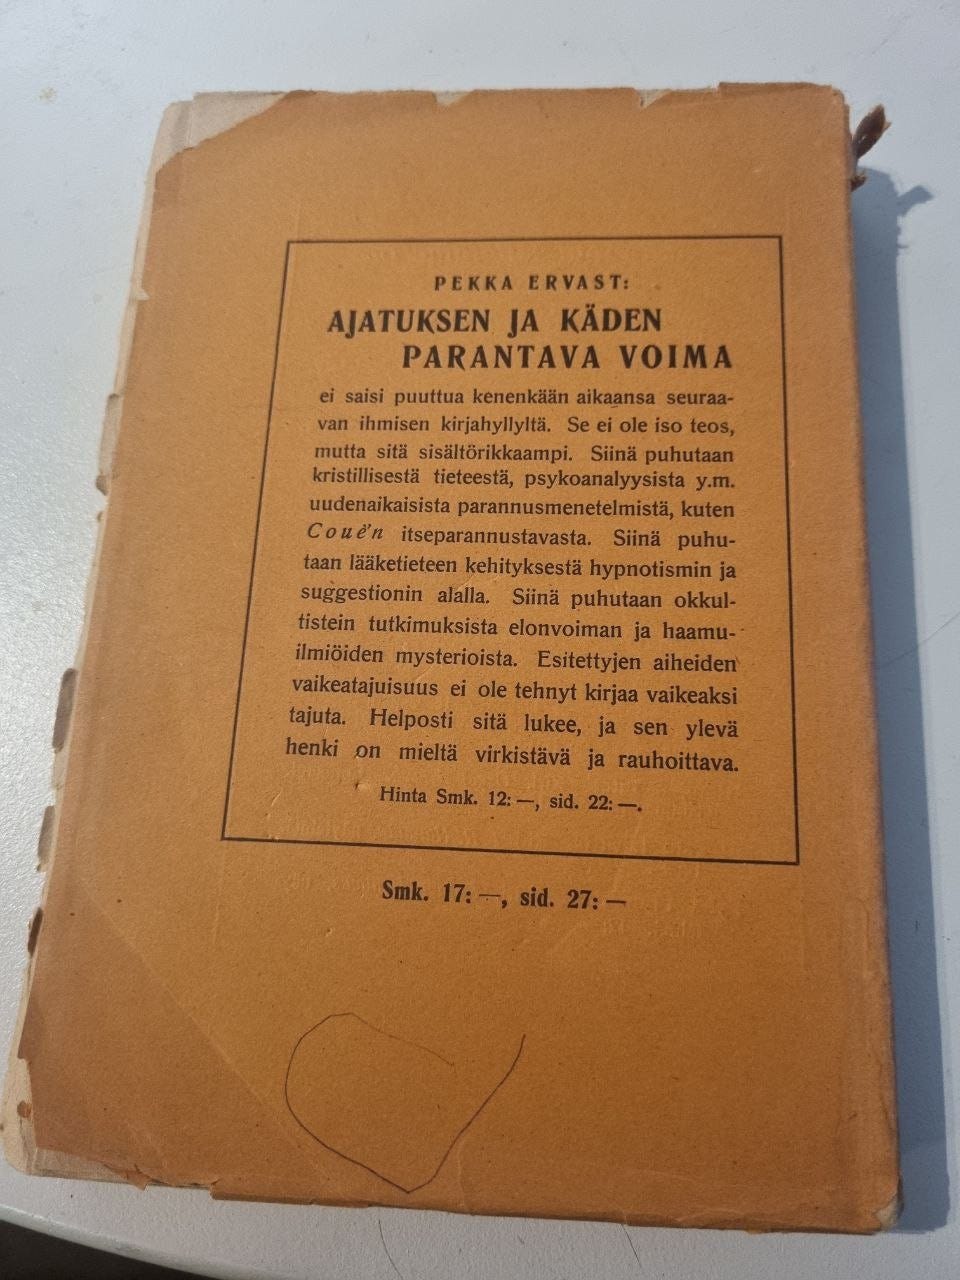 PEKKA ERVAST:
AJATUKSEN JA KÄDEN
PARANTAVA VOIMA
ei saisi puuttua kenenkään aikaansa seuraa-
van ihmisen kirjahyllyltä. Se ei ole iso teos,
mutta sitä sisältörikkaampi. Siinä puhutaan
kristillisestä tieteestä, psykoanalyysista y.m.
uudenaikaisista parannusmenetelmistä, kuten
Couê'n itseparannustavasta. Siinä puhu-
taan lääketieteen kehityksestä hypnotismin ja
suggestionin alalla. Siinä puhutaan okkul-
tistein tutkimuksista elonvoiman ja haamu-
ilmiöiden mysterioista. Esitettyjen aiheiden
vaikeatajuisuus ei ole tehnyt kirjaa vaikeaksi
tajuta. Helposti sitä lukee, ja sen ylevä
henki on mieltä virkistävä ja rauhoittava.
Hinta Smk. 12: —, sid. 22: —.
Smk. 17: —, sid. 27: —